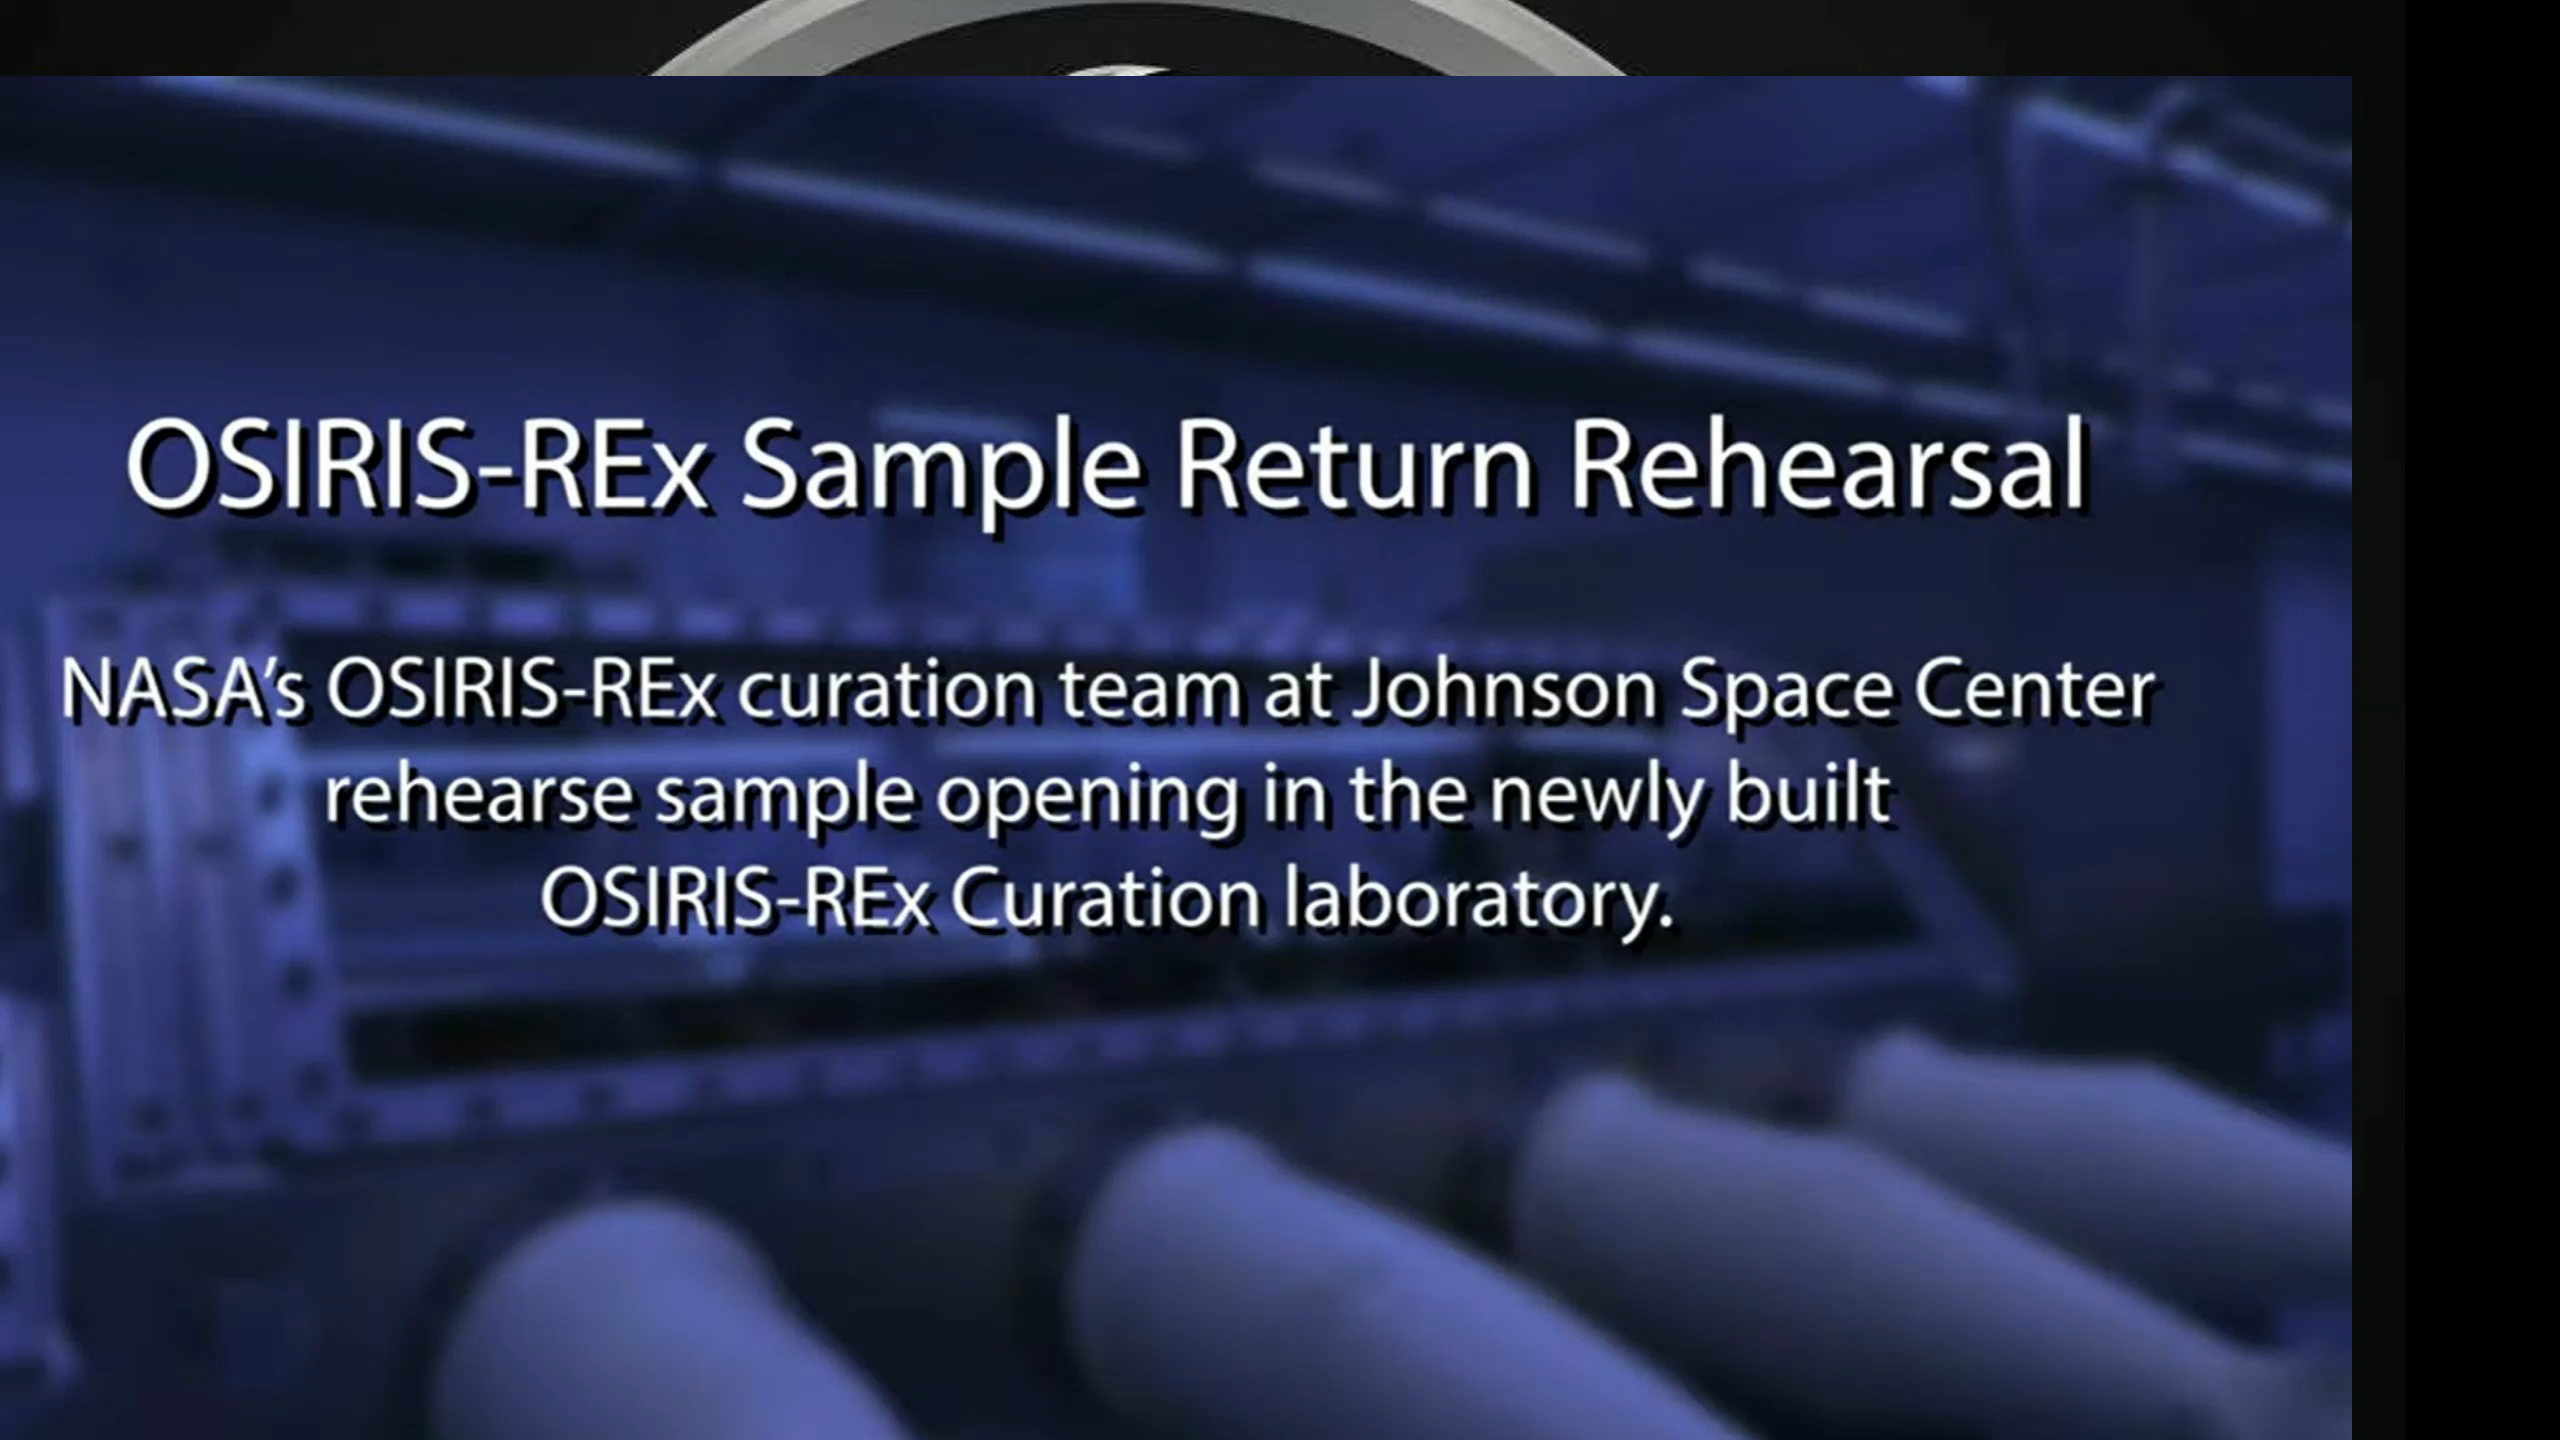 OSIRIS-REx Sample Return Rehearsal
NASA’s OSIRIS-REx curation team at Johnson Space Center
rehearse sample opening in the newly built
OSIRIS-REx Curation laboratory.